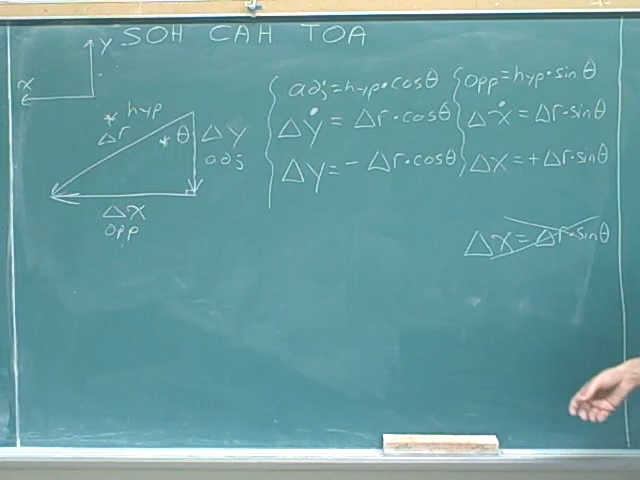 SOH CAH TOA
y
x
* hyp
Δr
* θ
Δy
adj
Δx
opp
adj = hyp · cosθ
Δy = Δr · cosθ
Δy = - Δr · cosθ
opp = hyp · sinθ
Δx = Δr · sinθ
Δx = + Δr · sinθ
Δx = Δr · sinθ